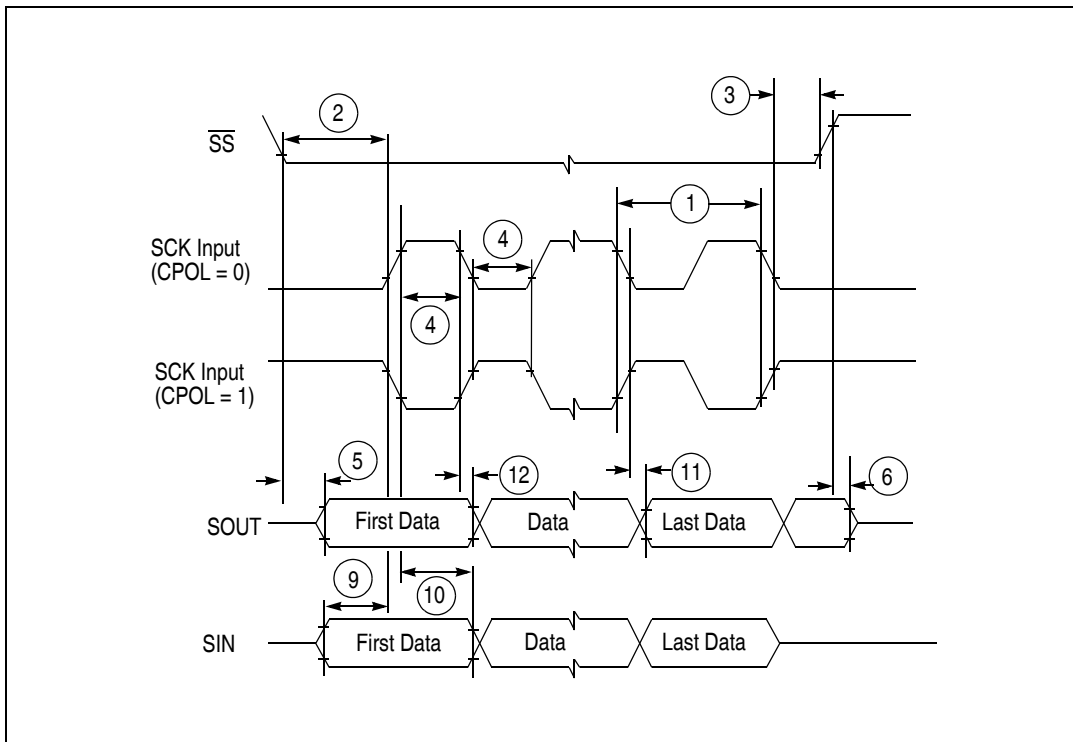 3
2
SS
1
SCK Input
(CPOL = 0)
4
4
SCK Input
(CPOL = 1)
5
12
11
6
SOUT
First Data
Data
Last Data
9
10
SIN
First Data
Data
Last Data